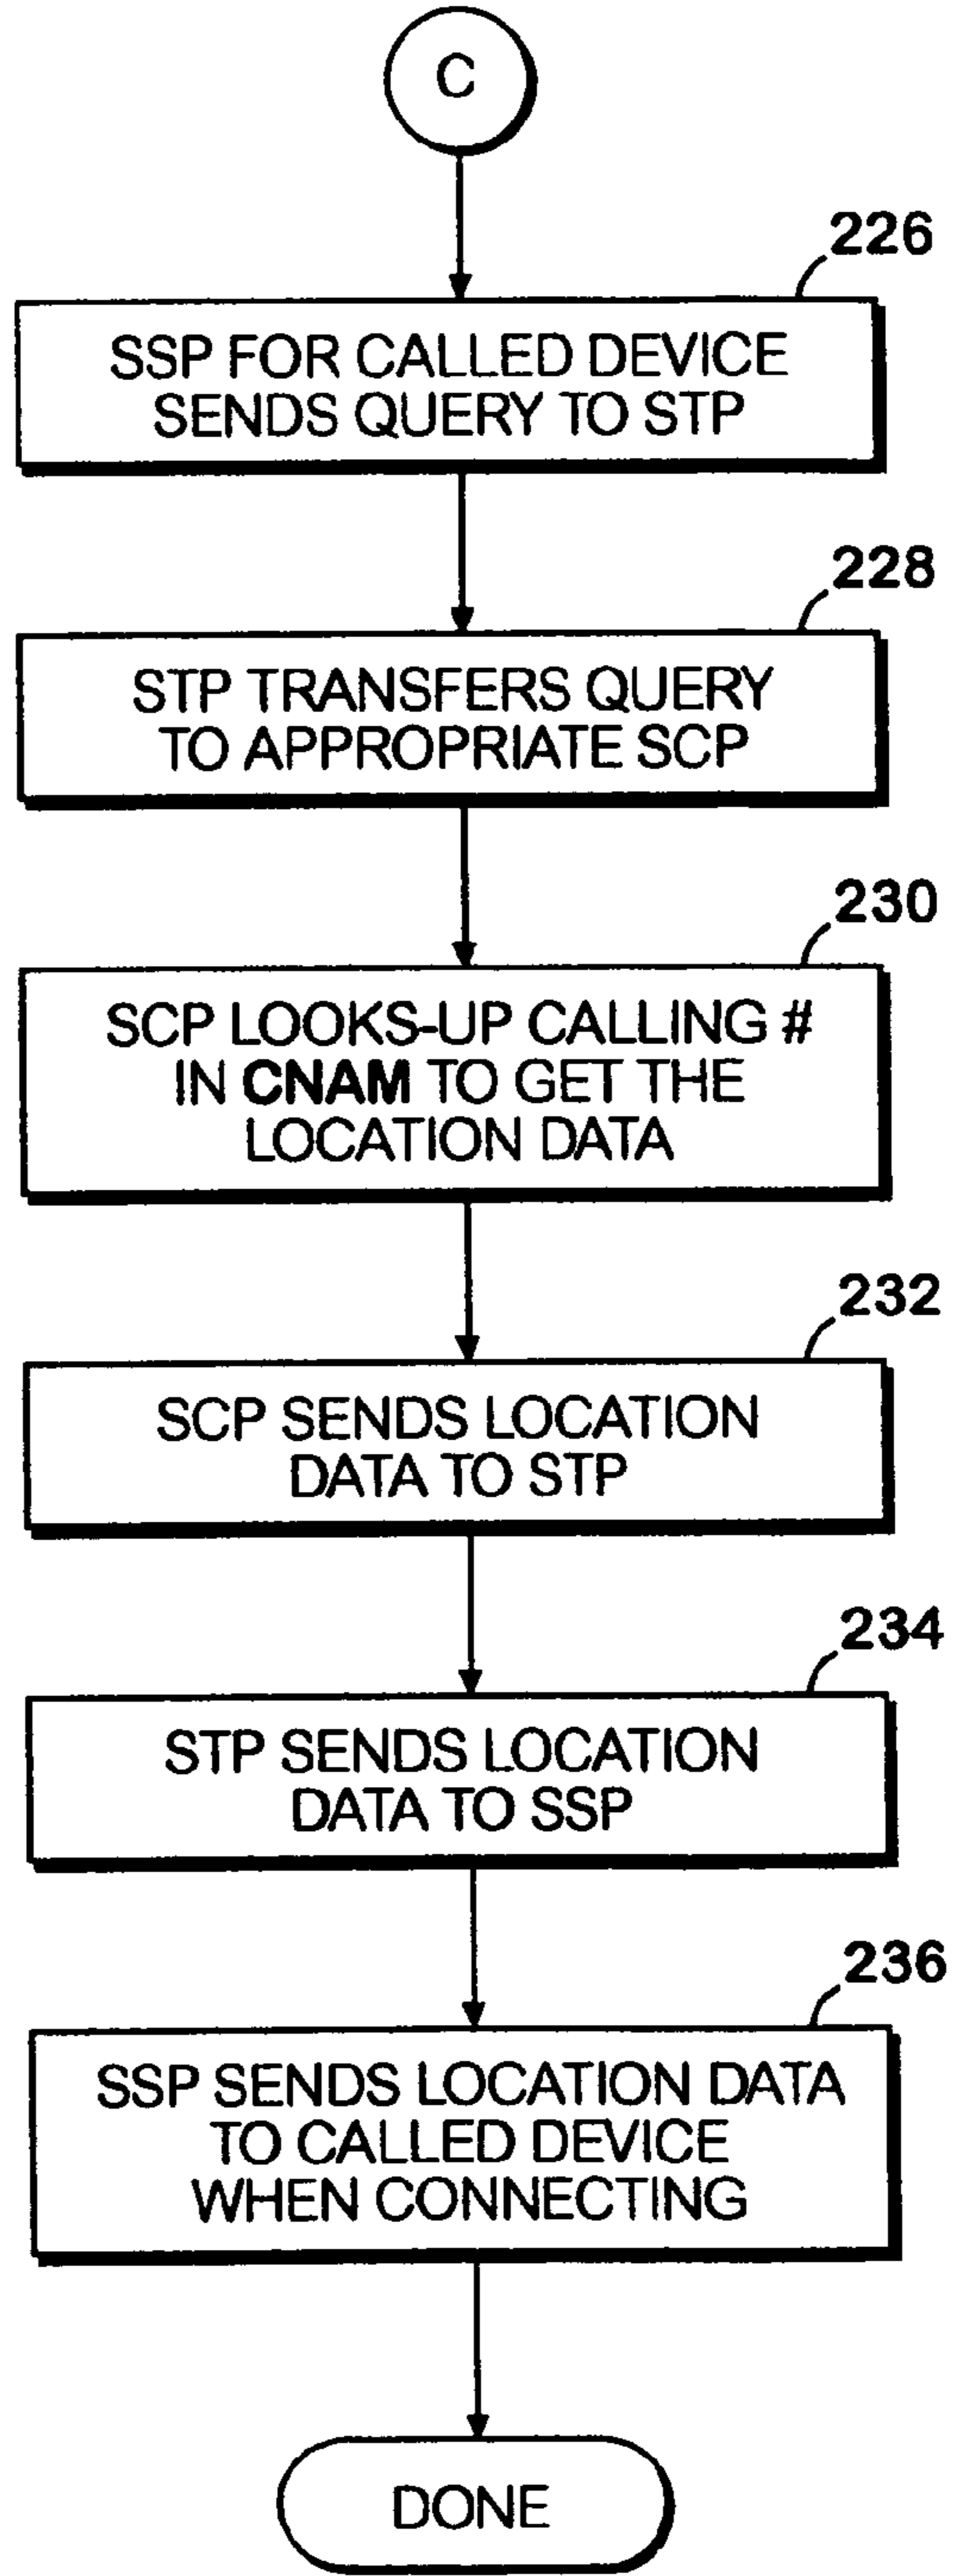 C
226
SSP FOR CALLED DEVICE
SENDS QUERY TO STP
228
STP TRANSFERS QUERY
TO APPROPRIATE SCP
230
SCP LOOKS-UP CALLING #
IN CNAM TO GET THE
LOCATION DATA
232
SCP SENDS LOCATION
DATA TO STP
234
STP SENDS LOCATION
DATA TO SSP
236
SSP SENDS LOCATION DATA
TO CALLED DEVICE
WHEN CONNECTING
DONE